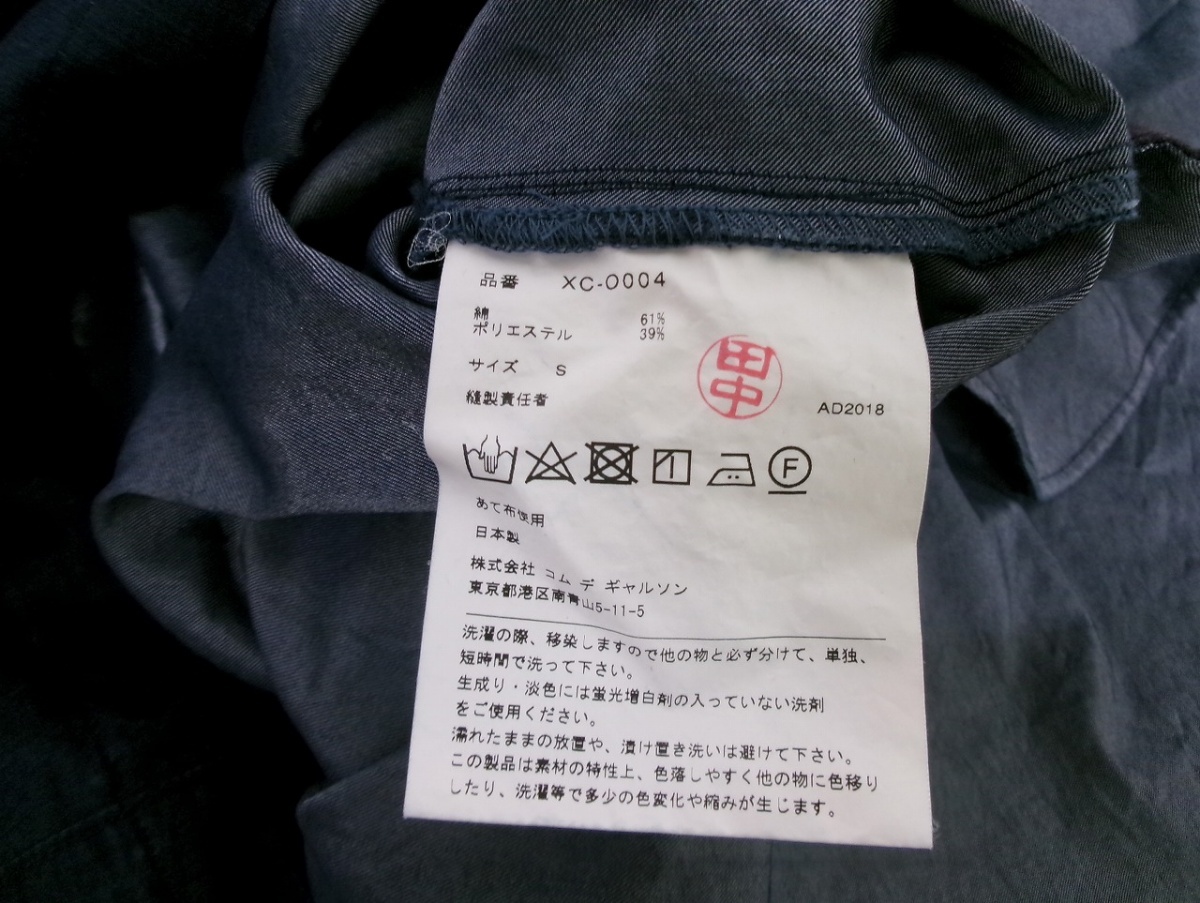 品番 XC-0004
綿 61%
ポリエステル 39%
サイズ S
縫製責任者
田中
AD2018
F
あて布使用
日本製
株式会社 コム デ ギャルソン
東京都港区南青山5-11-5
洗濯の際、移染しますので他の物と必ず分けて、単独、
短時間で洗って下さい。
生成り・淡色には蛍光増白剤の入っていない洗剤
をご使用ください。
濡れたままの放置や、漬け置き洗いは避けて下さい。
この製品は素材の特性上、色落しやすく他の物に色移り
したり、洗濯等で多少の色変化や縮みが生じます。